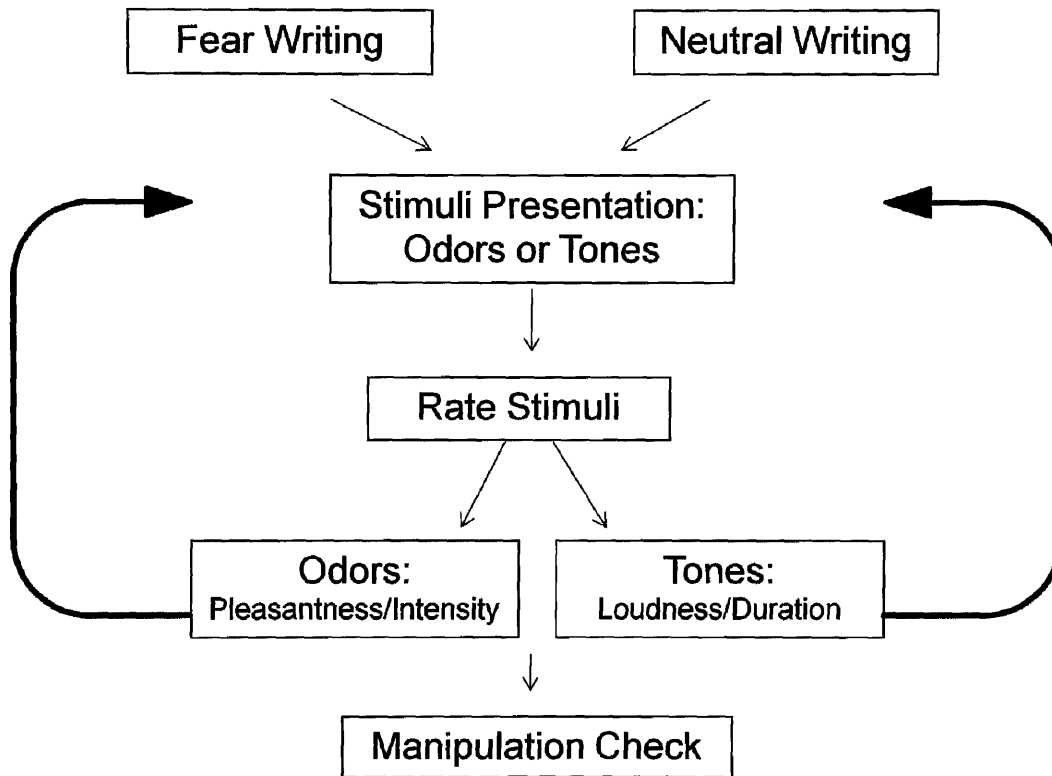 Fear Writing
Neutral Writing
Stimuli Presentation:
Odors or Tones
Rate Stimuli
Odors:
Pleasantness/Intensity
Tones:
Loudness/Duration
Manipulation Check